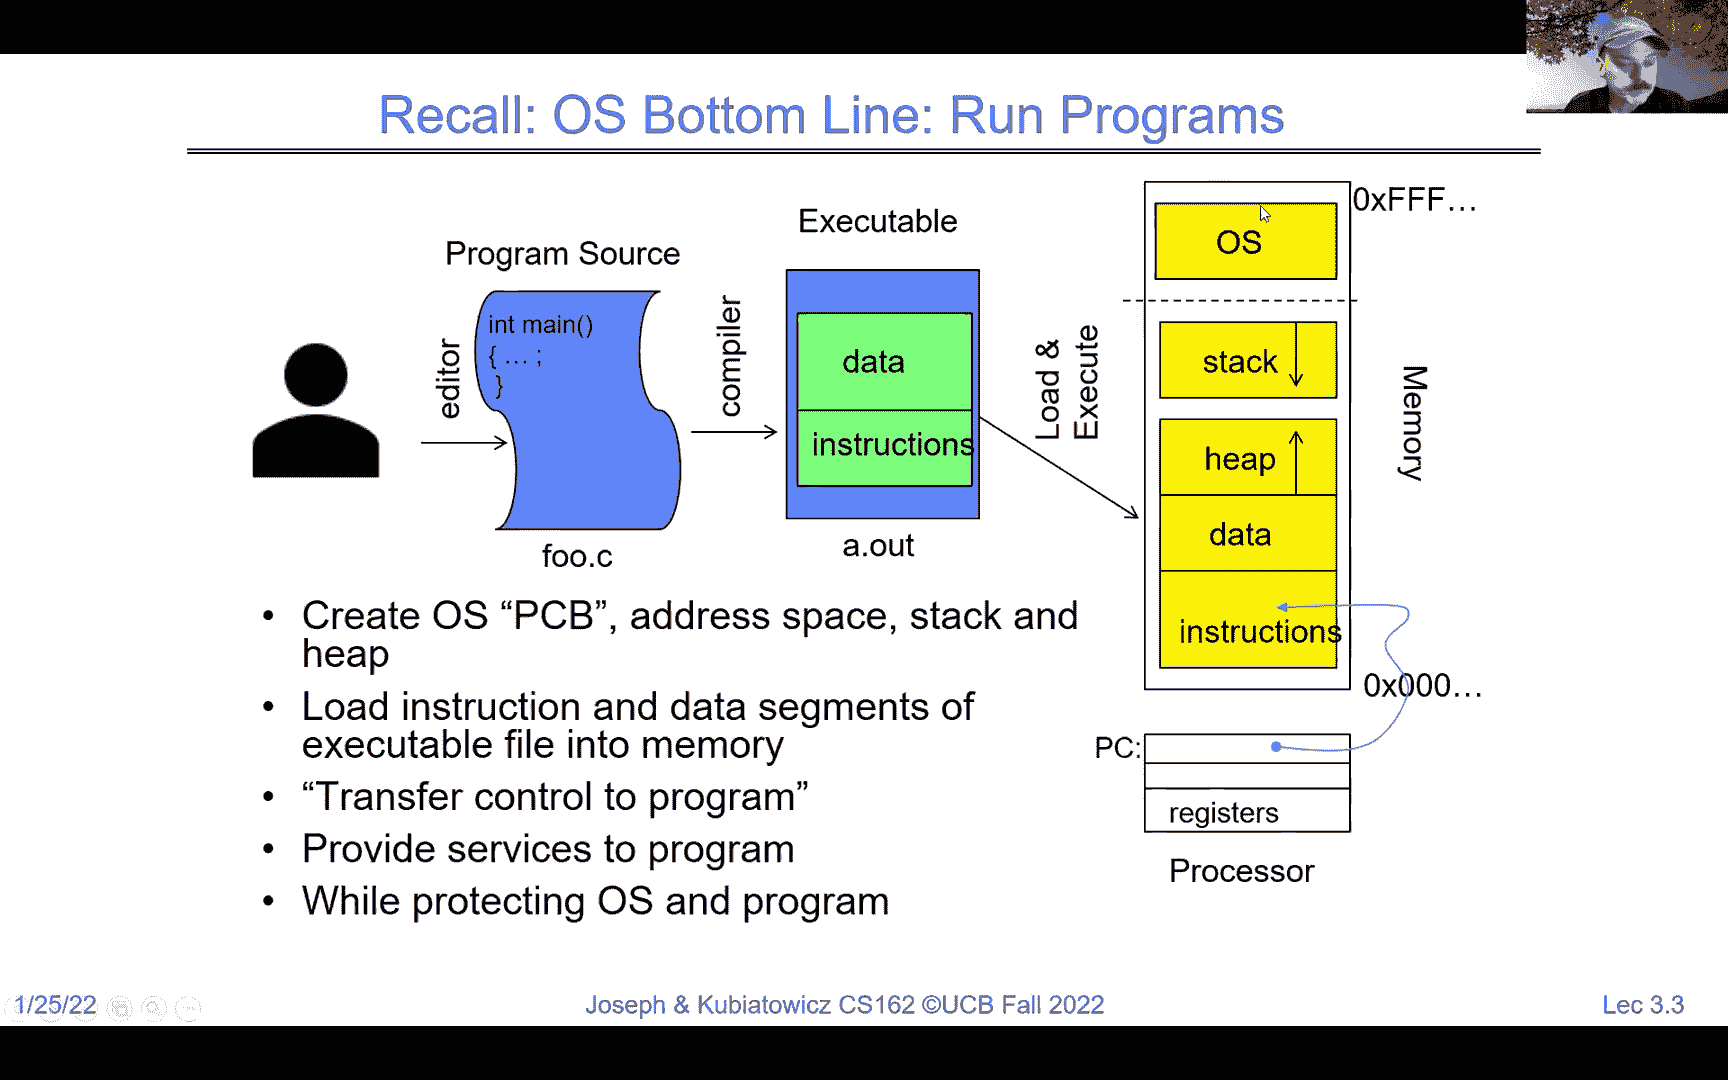 Recall: OS Bottom Line: Run Programs
Program Source
editor
int main()
{ … ;
}
foo.c
compiler
Executable
data
instructions
a.out
Load &
Execute
0xFFF…
OS
stack
heap
data
instructions
Memory
0x000…
PC:
registers
Processor
• Create OS “PCB”, address space, stack and
heap
• Load instruction and data segments of
executable file into memory
• “Transfer control to program”
• Provide services to program
• While protecting OS and program
1/25/22
Joseph & Kubiatowicz CS162 ©UCB Fall 2022
Lec 3.3